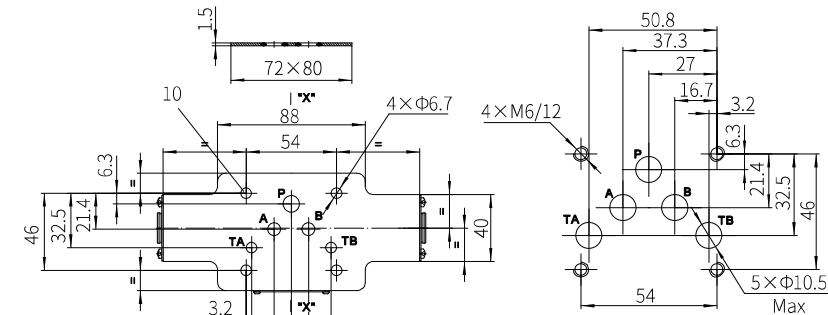 1.5
72×80
"X"
10
88
4×Φ6.7
=
54
=
6.3
=
P
A
B
46
32.5
21.4
TA
TB
=
40
=
=
3.2
"X"
50.8
37.3
27
16.7
3.2
4×M6/12
6.3
P
21.4
32.5
46
A
B
TA
TB
54
5×Φ10.5
Max